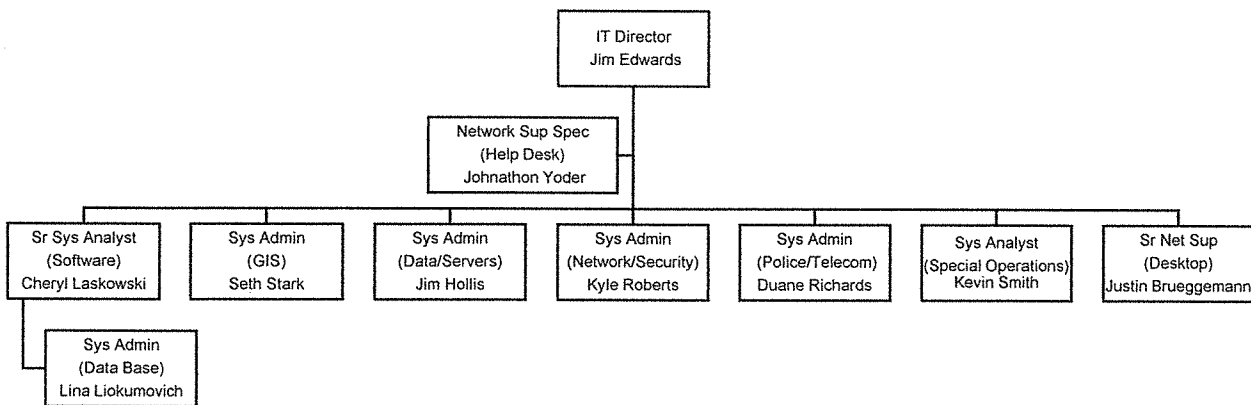 IT Director
Jim Edwards
Network Sup Spec
(Help Desk)
Johnathon Yoder
Sr Sys Analyst
(Software)
Cheryl Laskowski
Sys Admin
(GIS)
Seth Stark
Sys Admin
(Data/Servers)
Jim Hollis
Sys Admin
(Network/Security)
Kyle Roberts
Sys Admin
(Police/Telecom)
Duane Richards
Sys Analyst
(Special Operations)
Kevin Smith
Sr Net Sup
(Desktop)
Justin Brueggemann
Sys Admin
(Data Base)
Lina Liokumovich